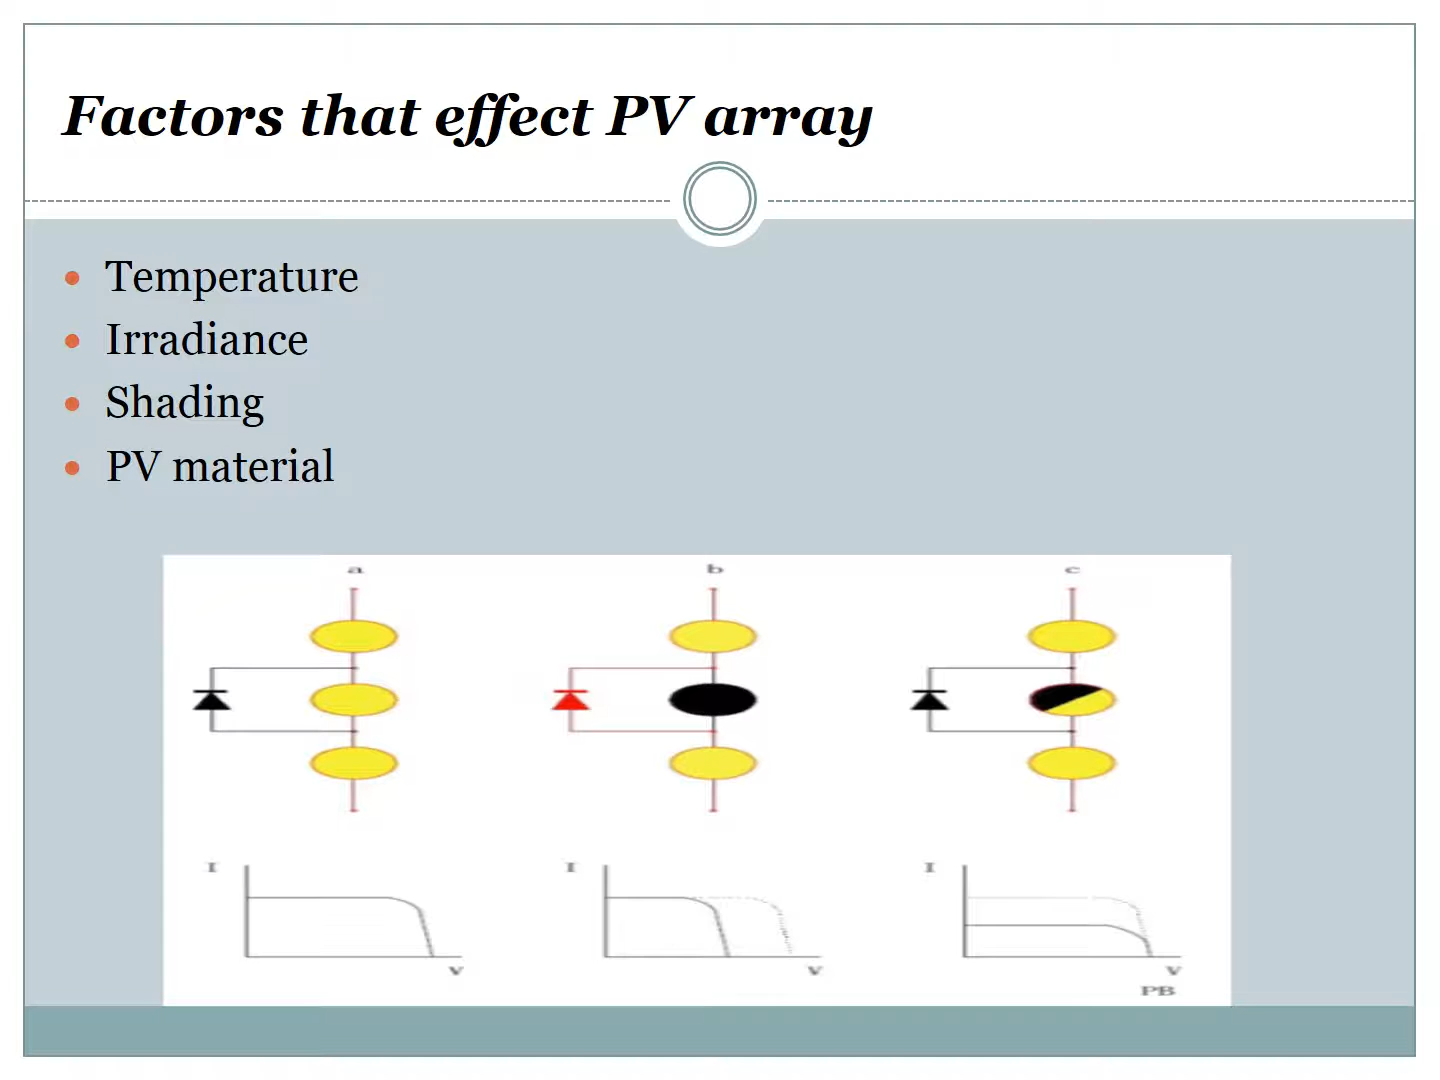 Factors that effect PV array
• Temperature
• Irradiance
• Shading
• PV material
a b c
I I I
V V V
PB